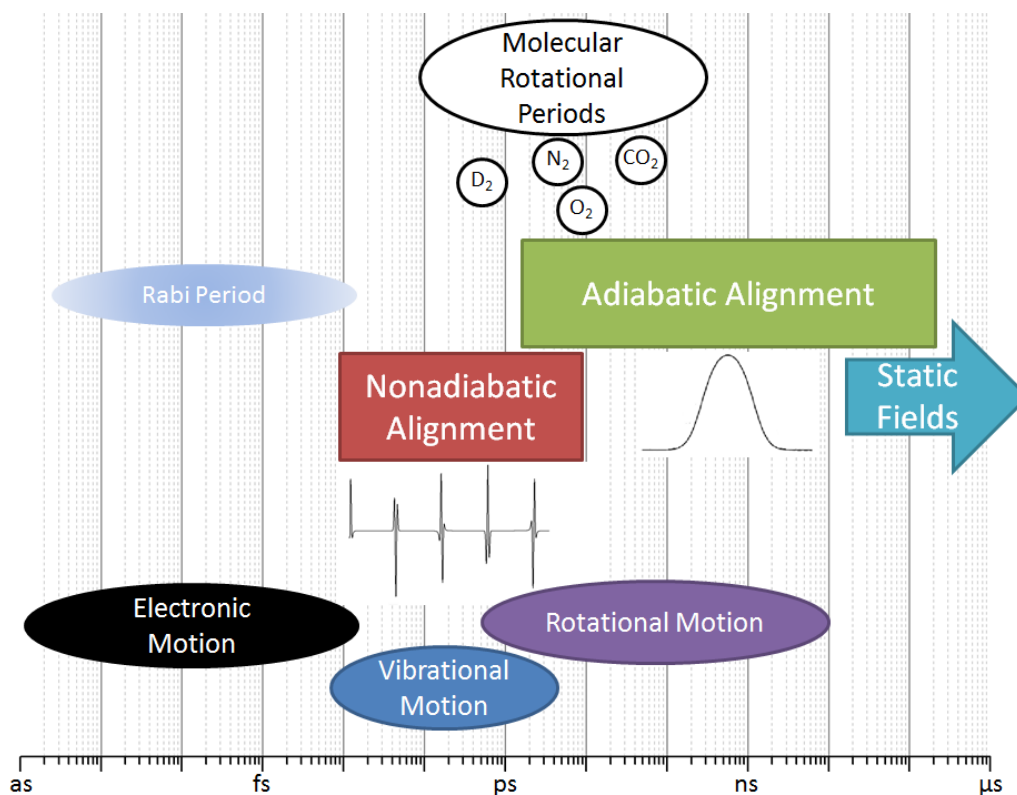 Molecular
Rotational
Periods
D₂
N₂
CO₂
O₂
Rabi Period
Adiabatic Alignment
Nonadiabatic
Alignment
Static
Fields
Electronic
Motion
Rotational Motion
Vibrational
Motion
as
fs
ps
ns
μs